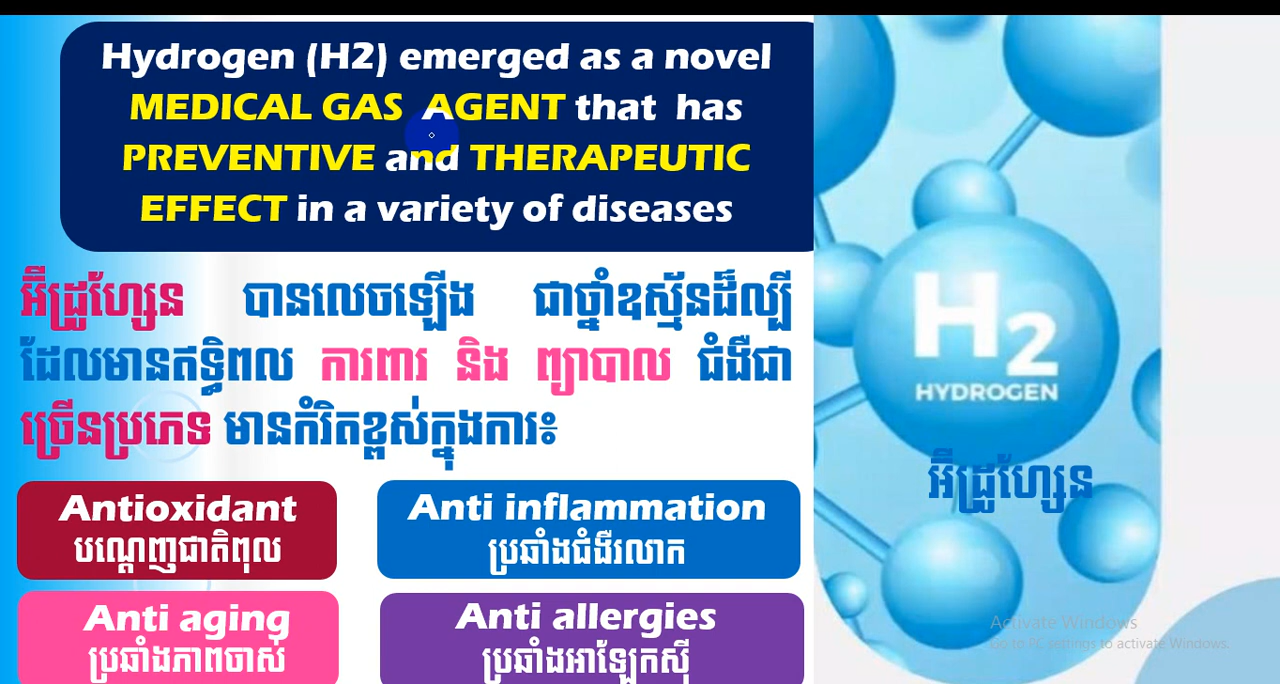 Hydrogen (H2) emerged as a novel
MEDICAL GAS AGENT that has
PREVENTIVE and THERAPEUTIC
EFFECT in a variety of diseases
អ៊ីដ្រូហ្សែន បានលេចឡើង ជាថ្នាំឧស្ម័នដ៏ល្បី
ដែលមានឥទ្ធិពល ការពារ និង ព្យាបាល ជំងឺជា
ច្រើនប្រភេទ មានកំរិតខ្ពស់ក្នុងការ៖
Antioxidant
បណ្តេញជាតិពុល
Anti inflammation
ប្រឆាំងជំងឺរលាក
Anti aging
ប្រឆាំងភាពចាស់
Anti allergies
ប្រឆាំងអាឡែកស៊ី
H2
HYDROGEN
អ៊ីដ្រូហ្សែន
Activate Windows
Go to PC settings to activate Windows.